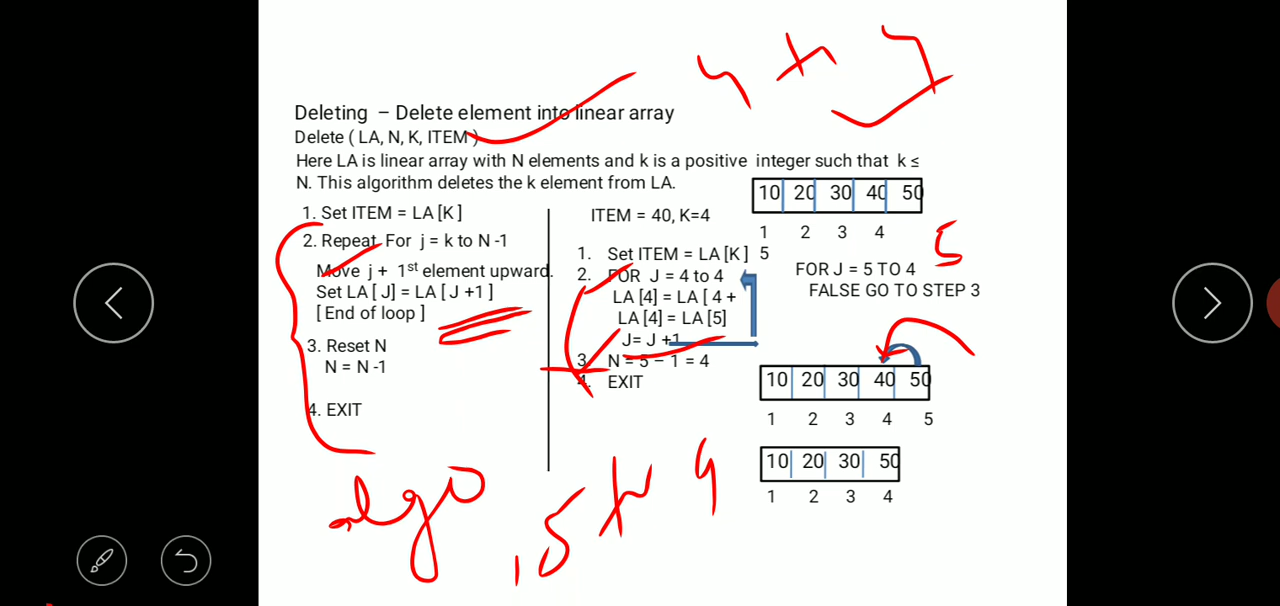 Deleting – Delete element into linear array
Delete ( LA, N, K, ITEM )
Here LA is linear array with N elements and k is a positive integer such that k ≤
N. This algorithm deletes the k element from LA.
1. Set ITEM = LA [K ]
2. Repeat For j = k to N -1
Move j + 1st element upward.
Set LA [ J] = LA [ J +1 ]
[ End of loop ]
3. Reset N
N = N -1
4. EXIT
ITEM = 40, K=4
1. Set ITEM = LA [K ]
2. FOR J = 4 to 4
LA [4] = LA [ 4 +
LA [4] = LA [5]
J= J +1
3. N = 5 – 1 = 4
4. EXIT
10 20 30 40 50
1 2 3 4
5
FOR J = 5 TO 4
FALSE GO TO STEP 3
5
10 20 30 40 50
1 2 3 4 5
10 20 30 50
1 2 3 4
algo
5 to 4